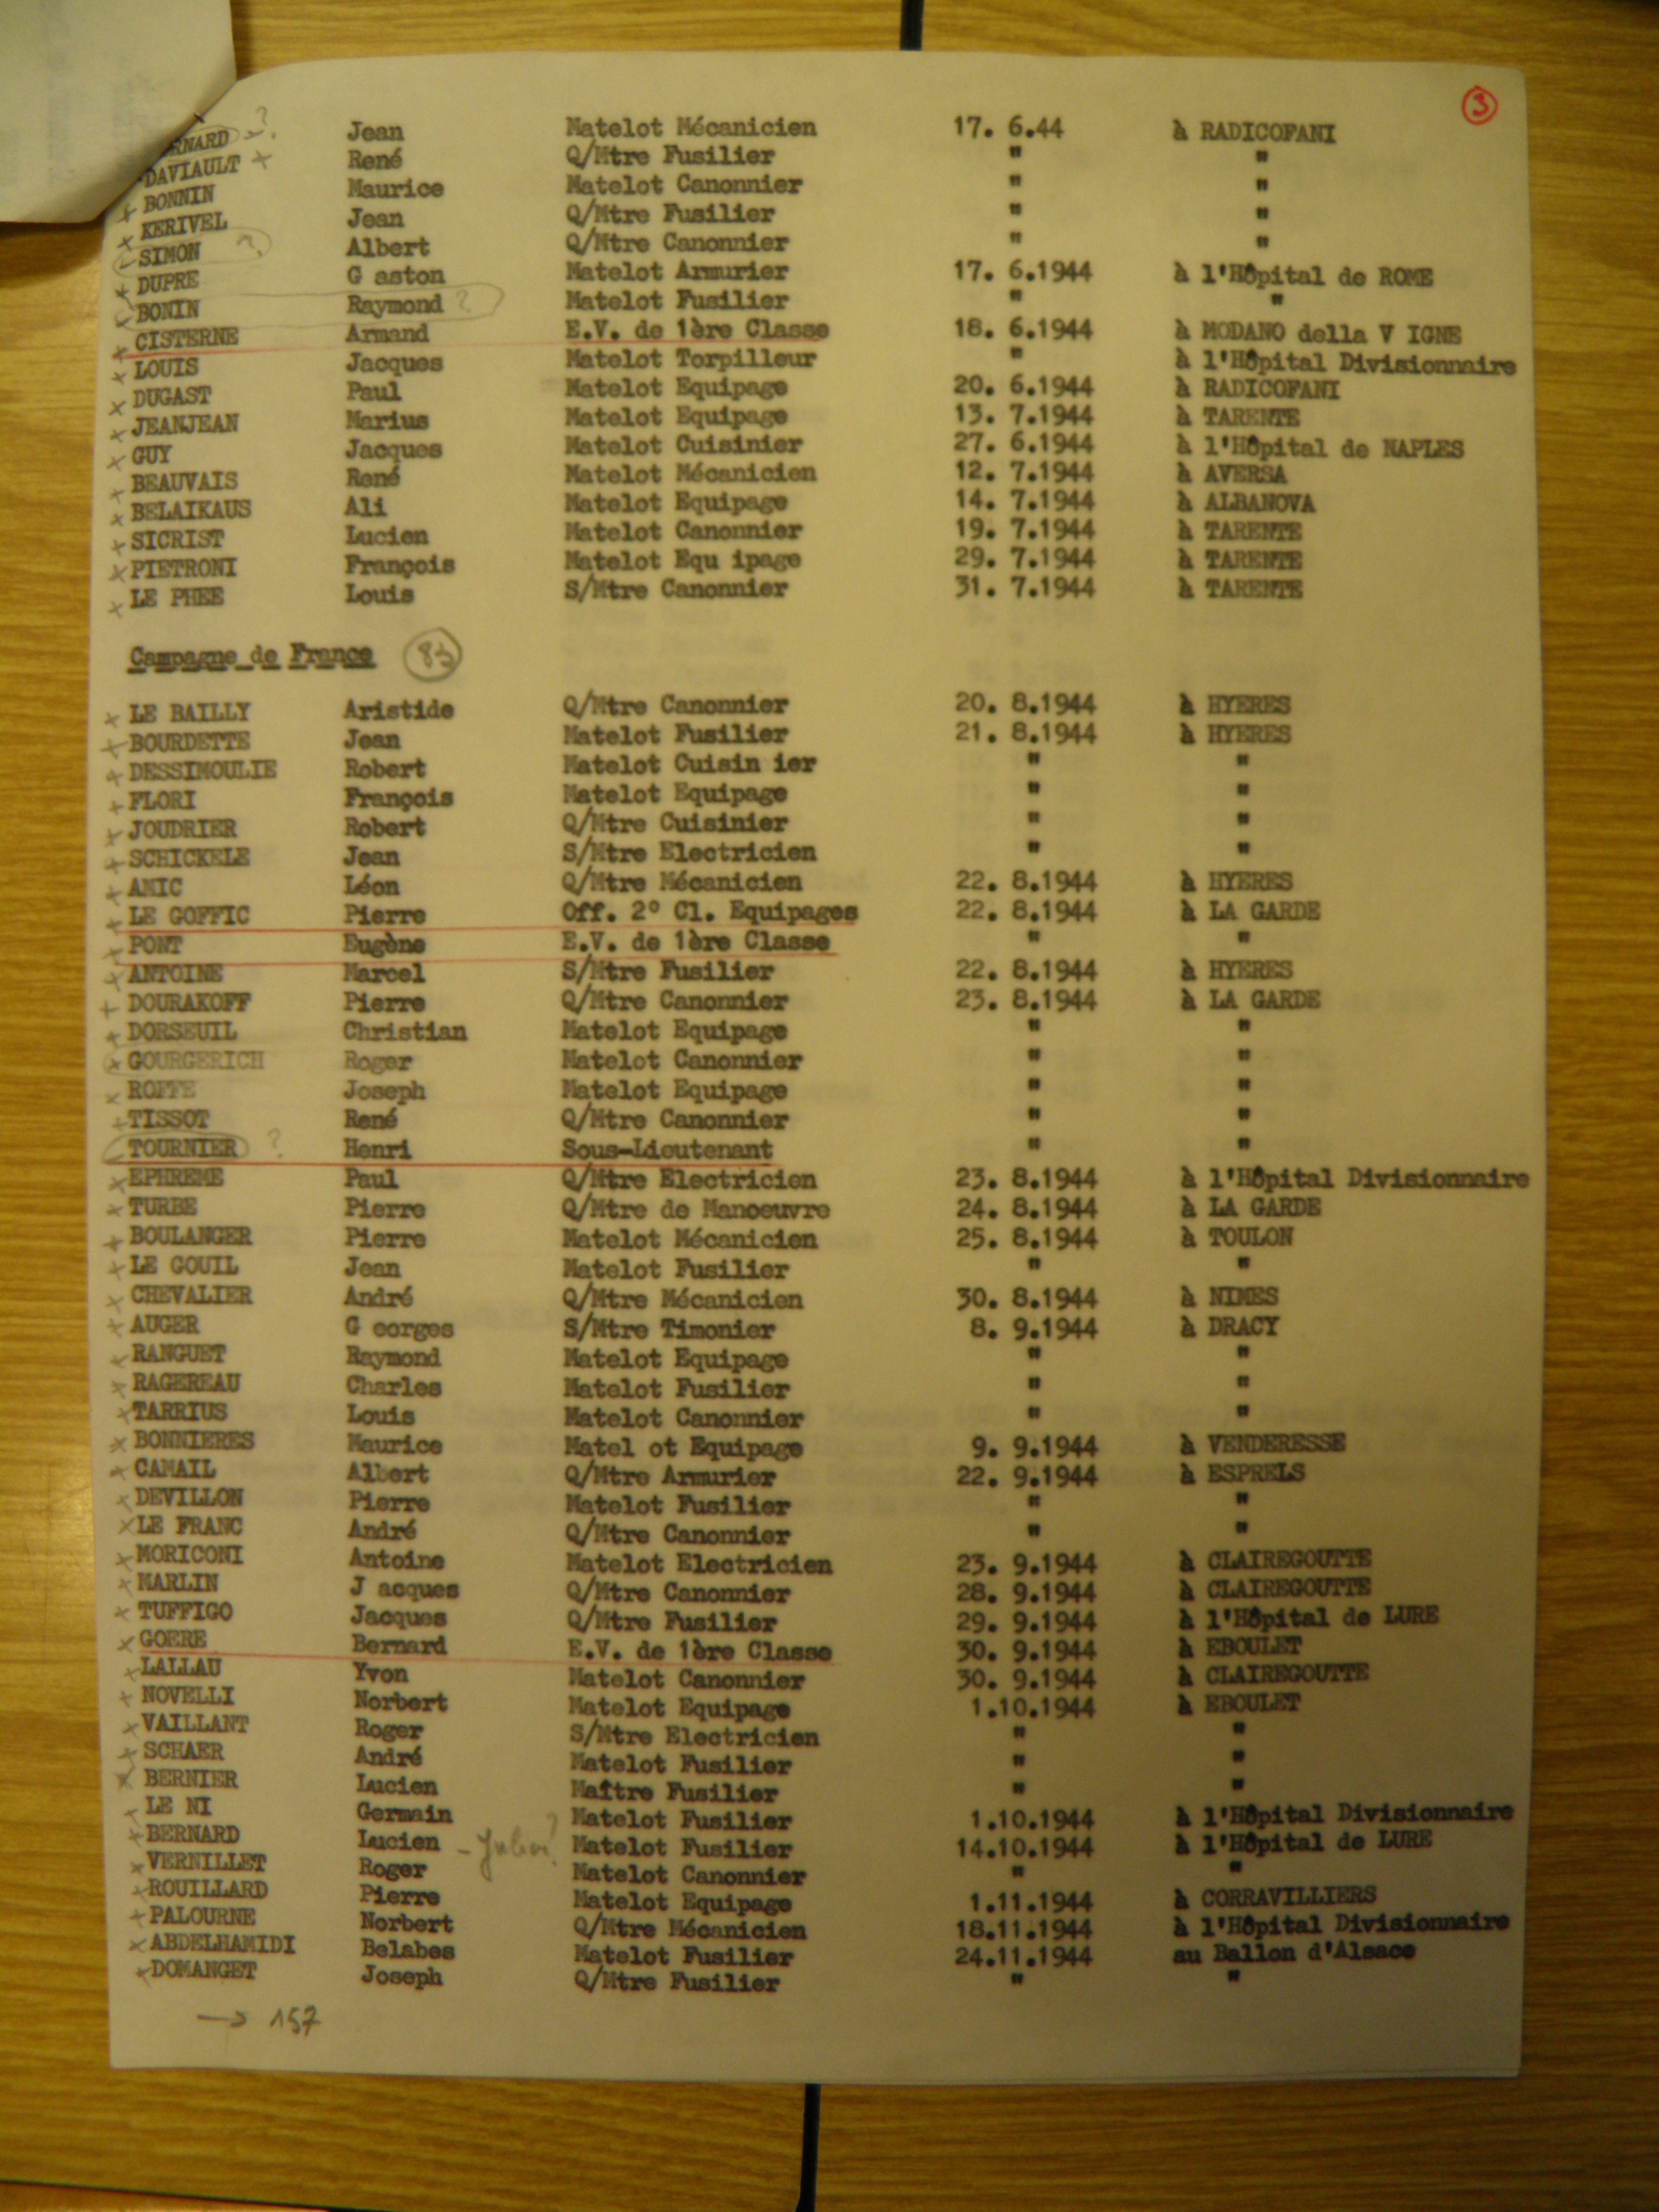 ③
RNARD -? Jean Matelot Mécanicien 17. 6.44 à RADICOFANI
DAVIAULT x René Q/Mtre Fusilier " "
x BONNIN Maurice Matelot Canonnier " "
x KERIVEL Jean Q/Mtre Fusilier " "
- SIMON ? Albert Q/Mtre Canonnier " "
x DUPRE G aston Matelot Armurier 17. 6.1944 à l'Hôpital de ROME
x BONIN Raymond ? Matelot Fusilier " "
x CISTERNE Armand E.V. de 1ère Classe 18. 6.1944 à MODANO della V IGNE
x LOUIS Jacques Matelot Torpilleur " à l'Hôpital Divisionnaire
x DUGAST Paul Matelot Equipage 20. 6.1944 à RADICOFANI
x JEANJEAN Marius Matelot Equipage 13. 7.1944 à TARENTE
x GUY Jacques Matelot Cuisinier 27. 6.1944 à l'Hôpital de NAPLES
x BEAUVAIS René Matelot Mécanicien 12. 7.1944 à AVERSA
x BELAIKAUS Ali Matelot Equipage 14. 7.1944 à ALBANOVA
x SICRIST Lucien Matelot Canonnier 19. 7.1944 à TARENTE
x PIETRONI François Matelot Equ ipage 29. 7.1944 à TARENTE
x LE PHEE Louis S/Mtre Canonnier 31. 7.1944 à TARENTE
Campagne de France 83
x LE BAILLY Aristide Q/Mtre Canonnier 20. 8.1944 à HYERES
x BOURDETTE Jean Matelot Fusilier 21. 8.1944 à HYERES
x DESSIMOULIE Robert Matelot Cuisin ier " "
x FLORI François Matelot Equipage " "
x JOUDRIER Robert Q/Mtre Cuisinier " "
x SCHICKELE Jean S/Mtre Electricien " "
x AMIC Léon Q/Mtre Mécanicien 22. 8.1944 à HYERES
x LE GOFFIC Pierre Off. 2° Cl. Equipages 22. 8.1944 à LA GARDE
x PONT Eugène E.V. de 1ère Classe " "
x ANTOINE Marcel S/Mtre Fusilier 22. 8.1944 à HYERES
x DOURAKOFF Pierre Q/Mtre Canonnier 23. 8.1944 à LA GARDE
x DORSEUIL Christian Matelot Equipage " "
x GOURGERICH Roger Matelot Canonnier " "
x ROFFE Joseph Matelot Equipage " "
x TISSOT René Q/Mtre Canonnier " "
- TOURNIER ? Henri Sous-Lieutenant " "
x EPHREME Paul Q/Mtre Electricien 23. 8.1944 à l'Hôpital Divisionnaire
x TURBE Pierre Q/Mtre de Manoeuvre 24. 8.1944 à LA GARDE
x BOULANGER Pierre Matelot Mécanicien 25. 8.1944 à TOULON
x LE GOUIL Jean Matelot Fusilier " "
x CHEVALIER André Q/Mtre Mécanicien 30. 8.1944 à NIMES
x AUGER G eorges S/Mtre Timonier 8. 9.1944 à DRACY
x RANGUET Raymond Matelot Equipage " "
x RAGEREAU Charles Matelot Fusilier " "
x TARRIUS Louis Matelot Canonnier " "
x BONNIERES Maurice Matel ot Equipage 9. 9.1944 à VENDERESSE
x CAMAIL Albert Q/Mtre Armurier 22. 9.1944 à ESPRELS
x DEVILLON Pierre Matelot Fusilier " "
x LE FRANC André Q/Mtre Canonnier " "
x MORICONI Antoine Matelot Electricien 23. 9.1944 à CLAIREGOUTTE
x MARLIN J acques Q/Mtre Canonnier 28. 9.1944 à CLAIREGOUTTE
x TUFFIGO Jacques Q/Mtre Fusilier 29. 9.1944 à l'Hôpital de LURE
x GOERE Bernard E.V. de 1ère Classe 30. 9.1944 à EBOULET
x LALLAU Yvon Matelot Canonnier 30. 9.1944 à CLAIREGOUTTE
x NOVELLI Norbert Matelot Equipage 1.10.1944 à EBOULET
x VAILLANT Roger S/Mtre Electricien " "
x SCHAER André Matelot Fusilier " "
x BERNIER Lucien Maître Fusilier " "
x LE NI Germain Matelot Fusilier 1.10.1944 à l'Hôpital Divisionnaire
x BERNARD Lucien - Julien? Matelot Fusilier 14.10.1944 à l'Hôpital de LURE
x VERNILLET Roger Matelot Canonnier " "
x ROUILLARD Pierre Matelot Equipage 1.11.1944 à CORRAVILLIERS
x PALOURNE Norbert Q/Mtre Mécanicien 18.11.1944 à l'Hôpital Divisionnaire
x ABDELHAMIDI Belabes Matelot Fusilier 24.11.1944 au Ballon d'Alsace
x DOMANGET Joseph Q/Mtre Fusilier " "
→ 157